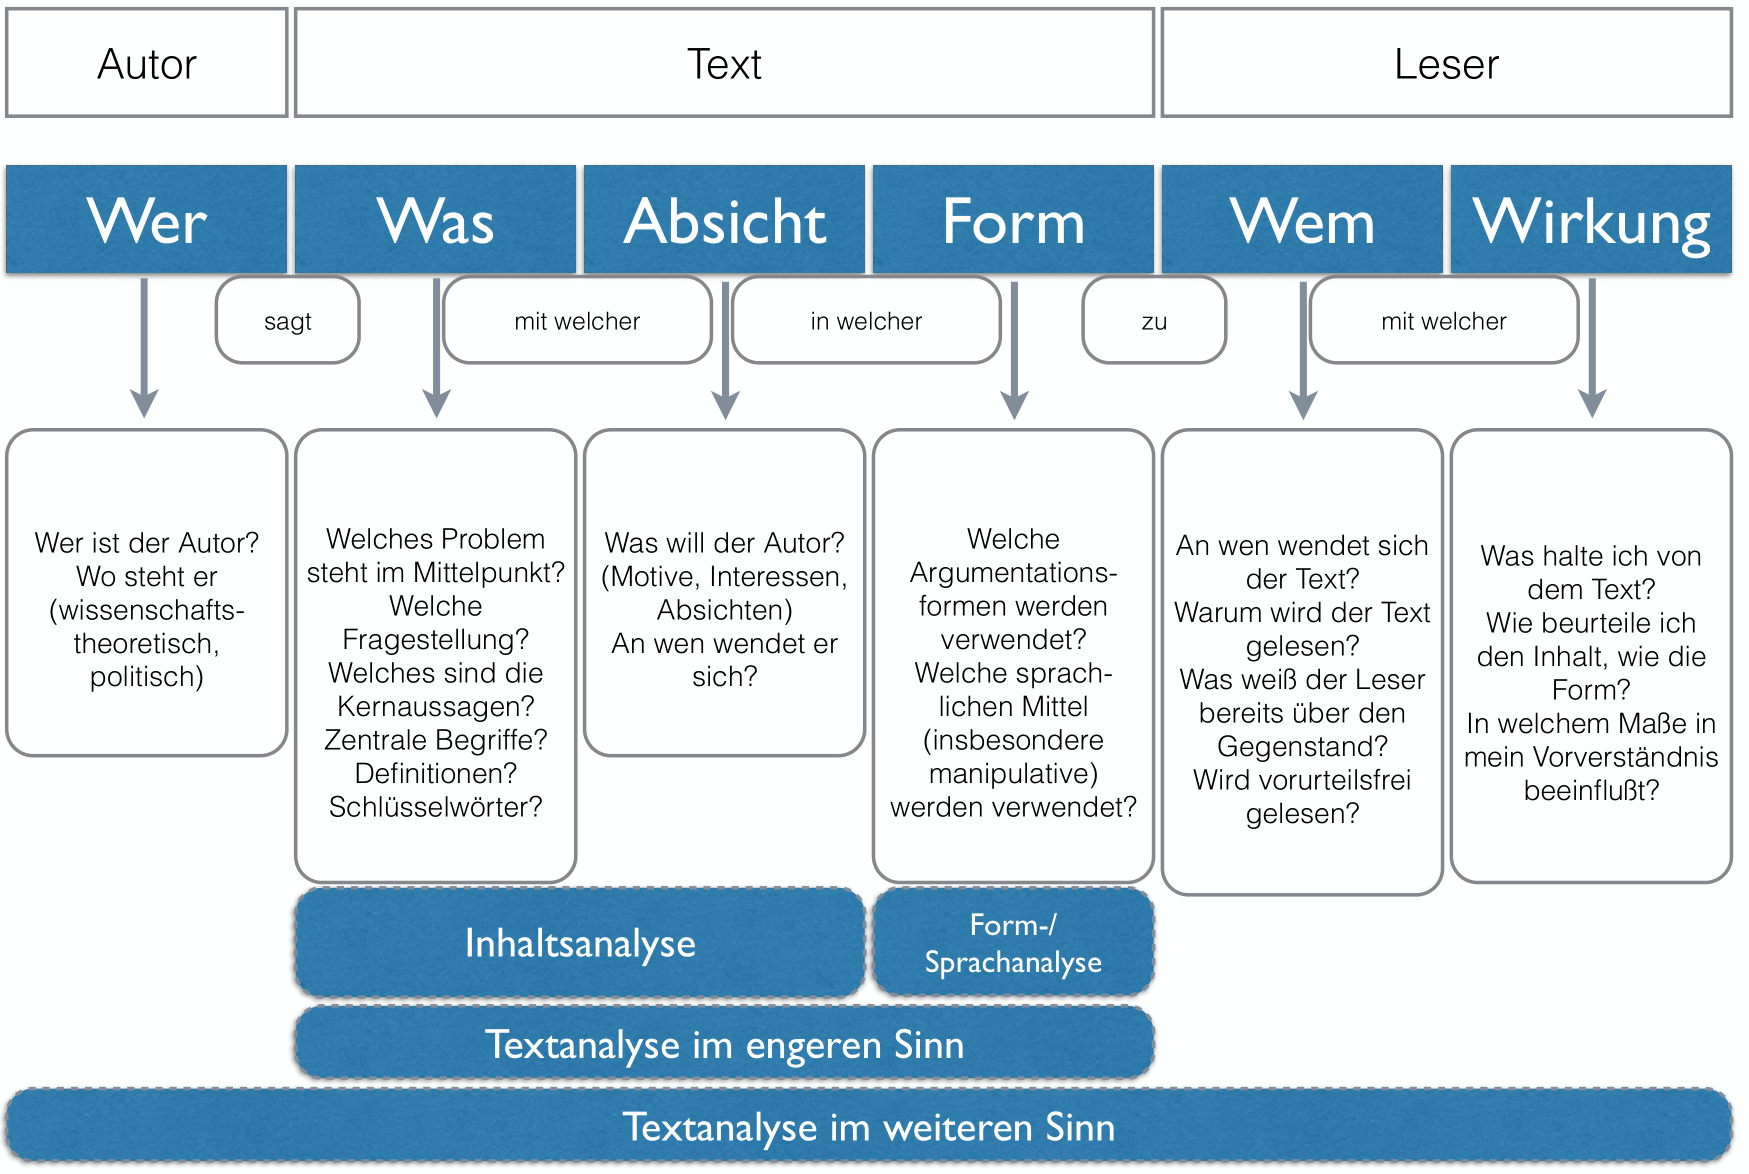 Autor
Text
Leser
Wer
Was
Absicht
Form
Wem
Wirkung
sagt
mit welcher
in welcher
zu
mit welcher
Wer ist der Autor?
Wo steht er
(wissenschafts-
theoretisch,
politisch)
Welches Problem
steht im Mittelpunkt?
Welche
Fragestellung?
Welches sind die
Kernaussagen?
Zentrale Begriffe?
Definitionen?
Schlüsselwörter?
Was will der Autor?
(Motive, Interessen,
Absichten)
An wen wendet er
sich?
Welche
Argumentations-
formen werden
verwendet?
Welche sprach-
lichen Mittel
(insbesondere
manipulative)
werden verwendet?
An wen wendet sich
der Text?
Warum wird der Text
gelesen?
Was weiß der Leser
bereits über den
Gegenstand?
Wird vorurteilsfrei
gelesen?
Was halte ich von
dem Text?
Wie beurteile ich
den Inhalt, wie die
Form?
In welchem Maße in
mein Vorverständnis
beeinflußt?
Inhaltsanalyse
Form-/
Sprachanalyse
Textanalyse im engeren Sinn
Textanalyse im weiteren Sinn